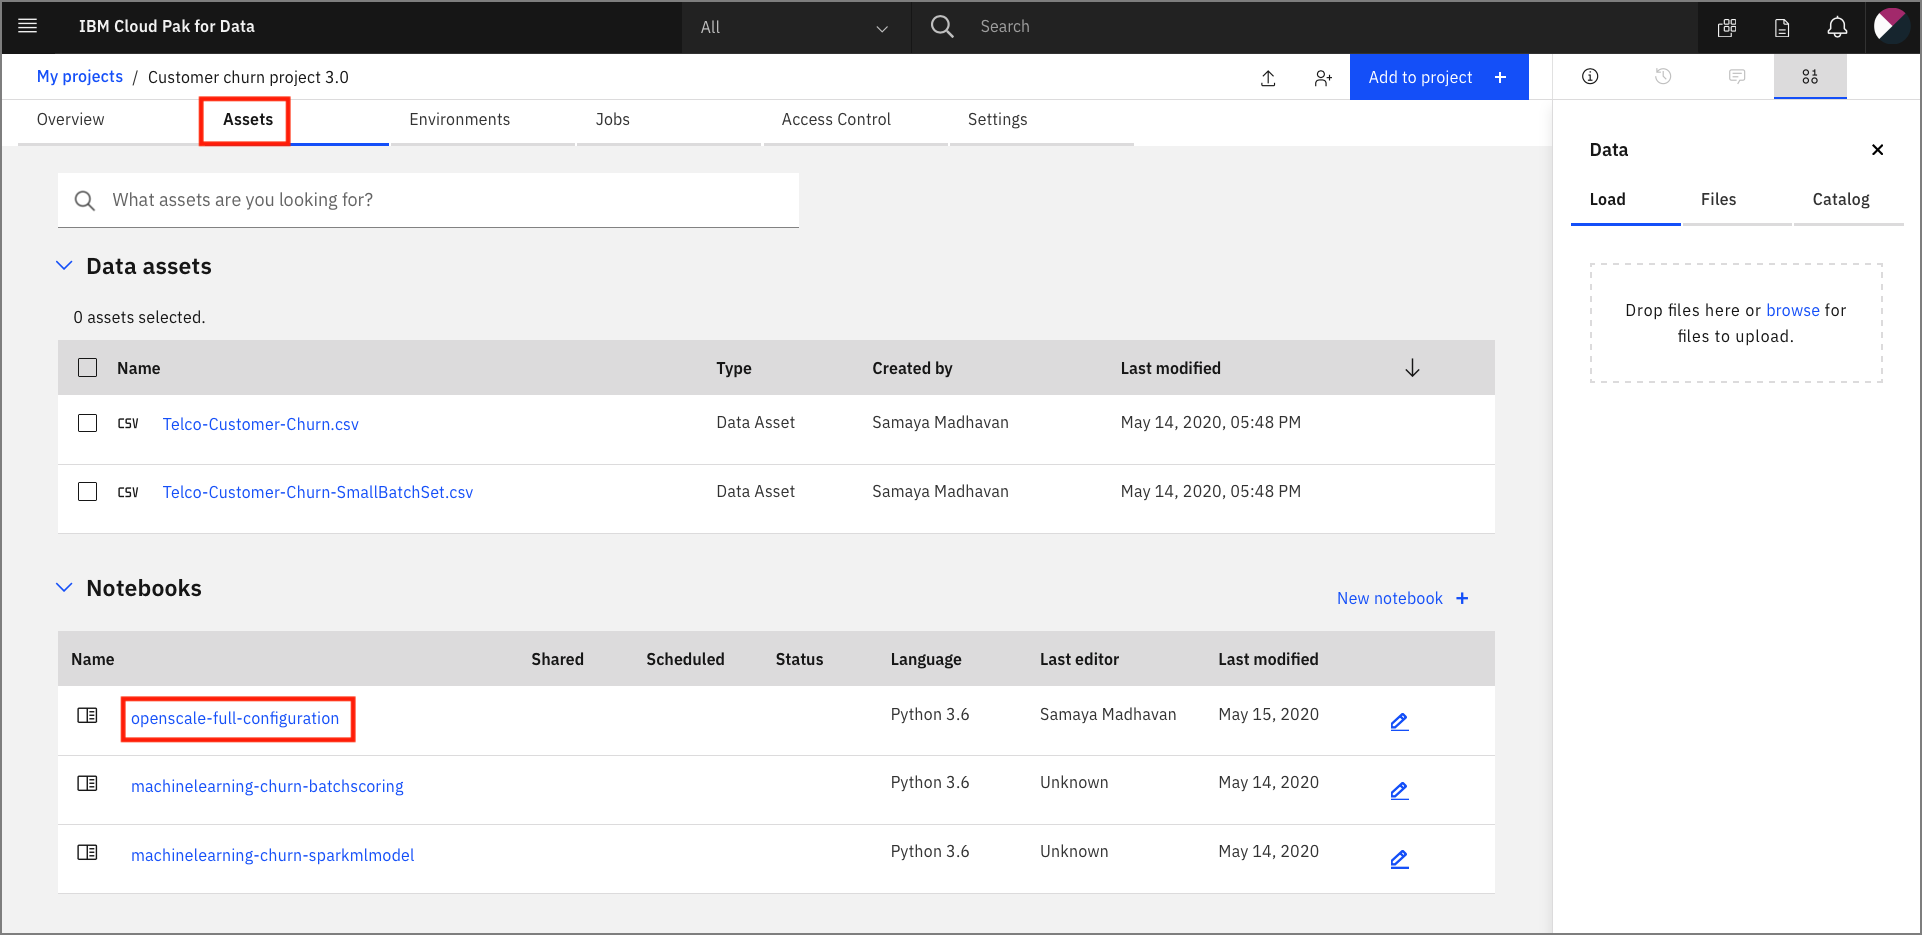 IBM Cloud Pak for Data
All
Search
My projects / Customer churn project 3.0
Add to project +
Overview
Assets
Environments
Jobs
Access Control
Settings
What assets are you looking for?
Data assets
0 assets selected.
Name Type Created by Last modified
CSV Telco-Customer-Churn.csv Data Asset Samaya Madhavan May 14, 2020, 05:48 PM
CSV Telco-Customer-Churn-SmallBatchSet.csv Data Asset Samaya Madhavan May 14, 2020, 05:48 PM
Notebooks
New notebook +
Name Shared Scheduled Status Language Last editor Last modified
openscale-full-configuration Python 3.6 Samaya Madhavan May 15, 2020
machinelearning-churn-batchscoring Python 3.6 Unknown May 14, 2020
machinelearning-churn-sparkmlmodel Python 3.6 Unknown May 14, 2020
Data
Load Files Catalog
Drop files here or browse for
files to upload.